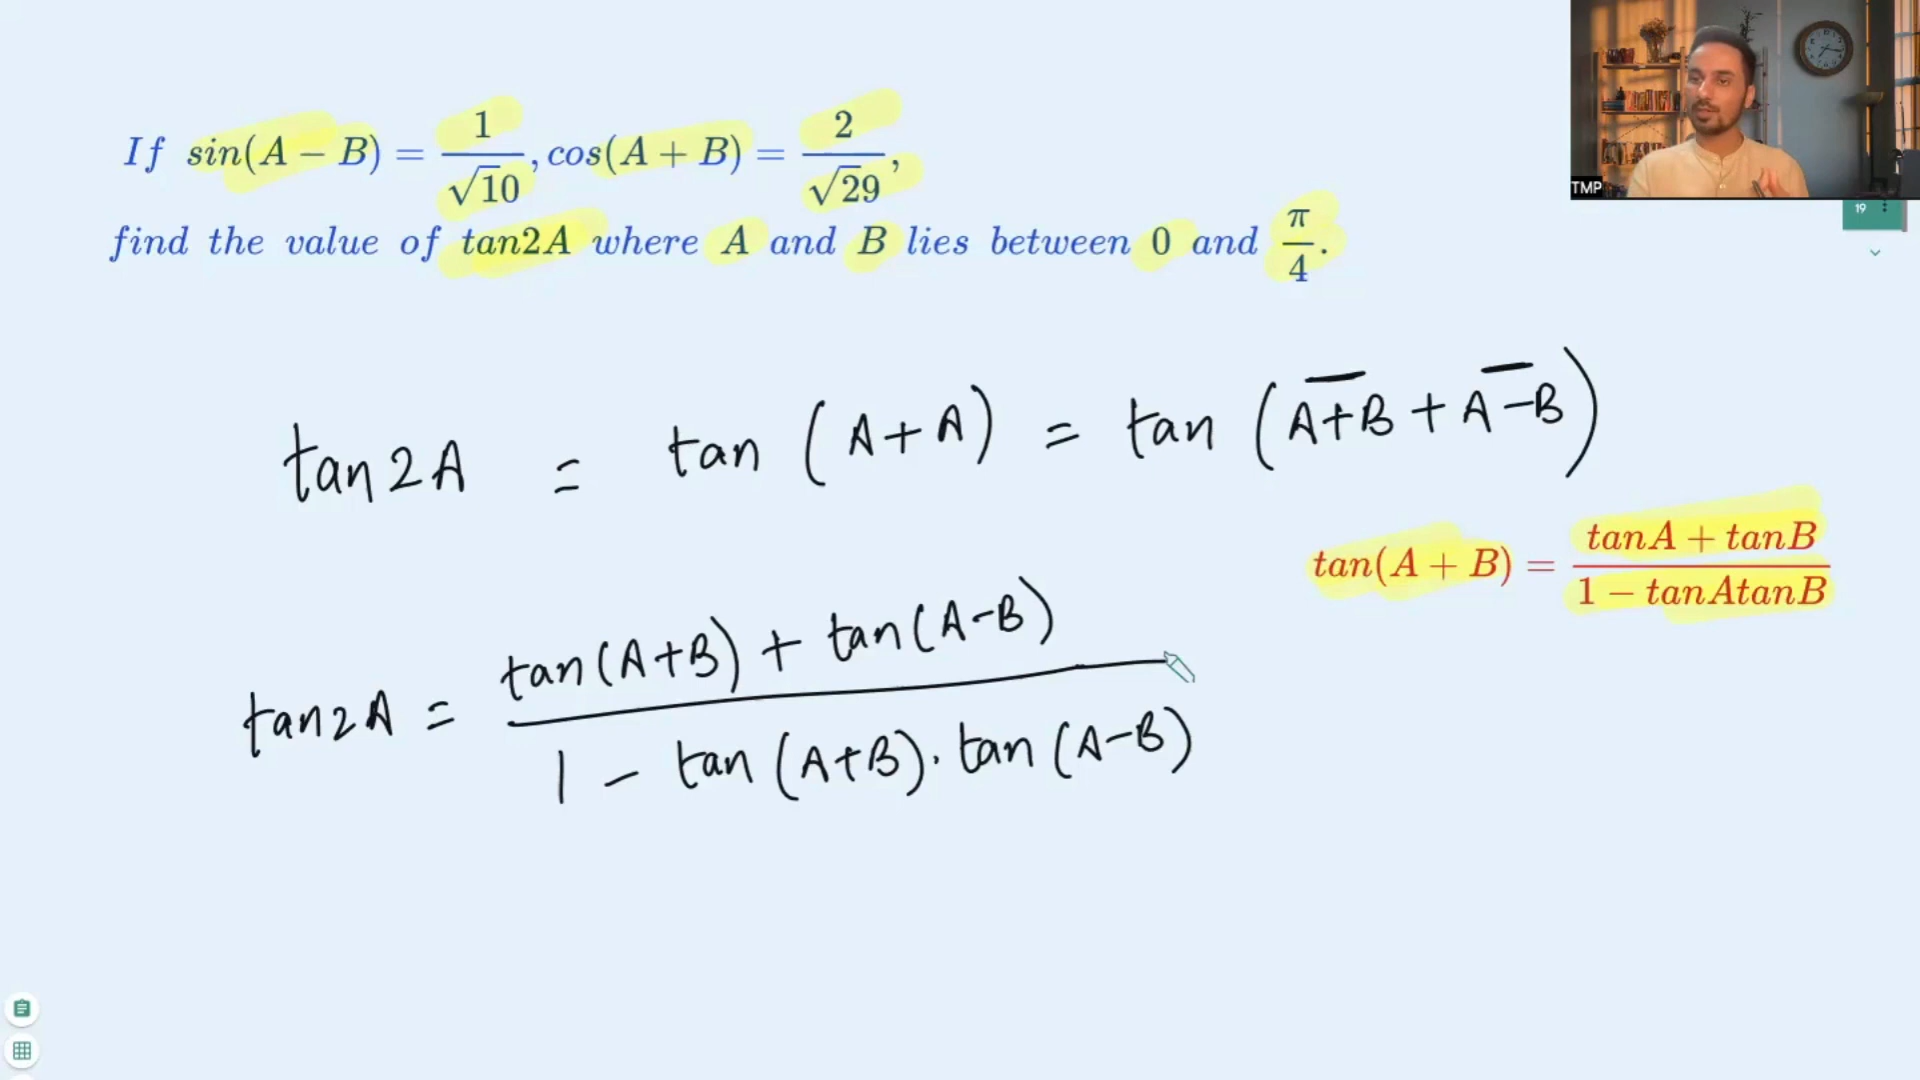 If sin(A − B) = 1/√10, cos(A + B) = 2/√29,
find the value of tan2A where A and B lies between 0 and π/4.
TMP
19
tan2A = tan (A+A) = tan (A+B + A−B)
tan(A + B) = (tanA + tanB)/(1 − tanAtanB)
tan2A = (tan(A+B) + tan(A−B))/(1 − tan(A+B). tan(A−B))